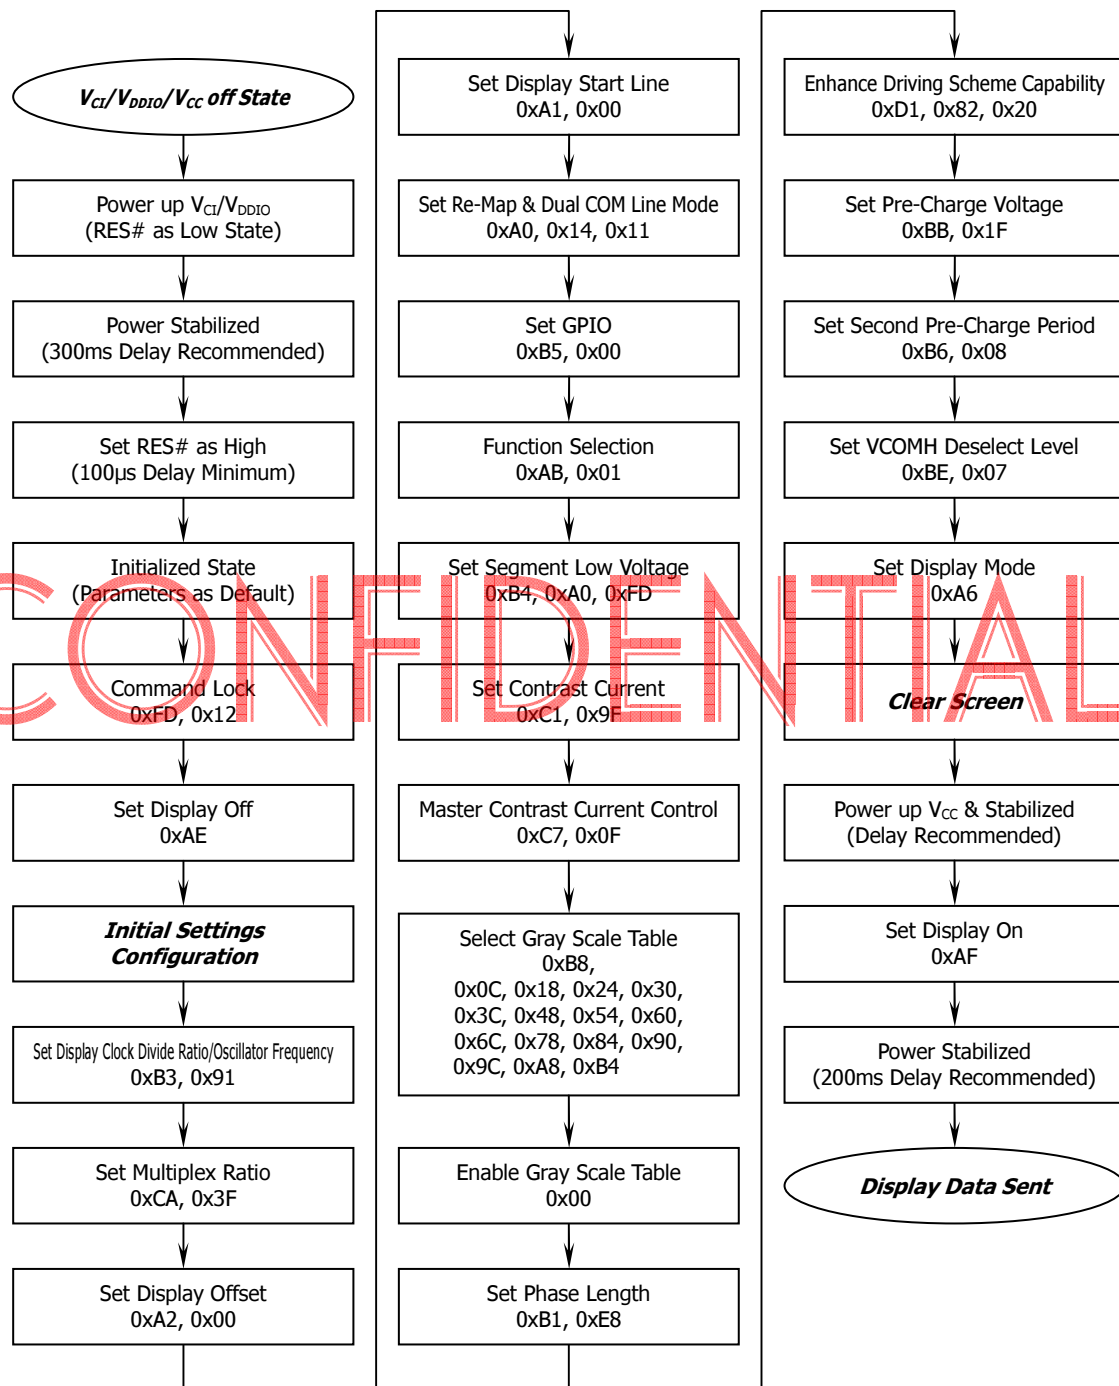 V_CI/V_DDIO/V_CC off State
Power up V_CI/V_DDIO
(RES# as Low State)
Power Stabilized
(300ms Delay Recommended)
Set RES# as High
(100µs Delay Minimum)
Initialized State
(Parameters as Default)
Command Lock
0xFD, 0x12
Set Display Off
0xAE
Initial Settings
Configuration
Set Display Clock Divide Ratio/Oscillator Frequency
0xB3, 0x91
Set Multiplex Ratio
0xCA, 0x3F
Set Display Offset
0xA2, 0x00
Set Display Start Line
0xA1, 0x00
Set Re-Map & Dual COM Line Mode
0xA0, 0x14, 0x11
Set GPIO
0xB5, 0x00
Function Selection
0xAB, 0x01
Set Segment Low Voltage
0xB4, 0xA0, 0xFD
Set Contrast Current
0xC1, 0x9F
Master Contrast Current Control
0xC7, 0x0F
Select Gray Scale Table
0xB8,
0x0C, 0x18, 0x24, 0x30,
0x3C, 0x48, 0x54, 0x60,
0x6C, 0x78, 0x84, 0x90,
0x9C, 0xA8, 0xB4
Enable Gray Scale Table
0x00
Set Phase Length
0xB1, 0xE8
Enhance Driving Scheme Capability
0xD1, 0x82, 0x20
Set Pre-Charge Voltage
0xBB, 0x1F
Set Second Pre-Charge Period
0xB6, 0x08
Set VCOMH Deselect Level
0xBE, 0x07
Set Display Mode
0xA6
Clear Screen
Power up V_CC & Stabilized
(Delay Recommended)
Set Display On
0xAF
Power Stabilized
(200ms Delay Recommended)
Display Data Sent
CONFIDENTIAL